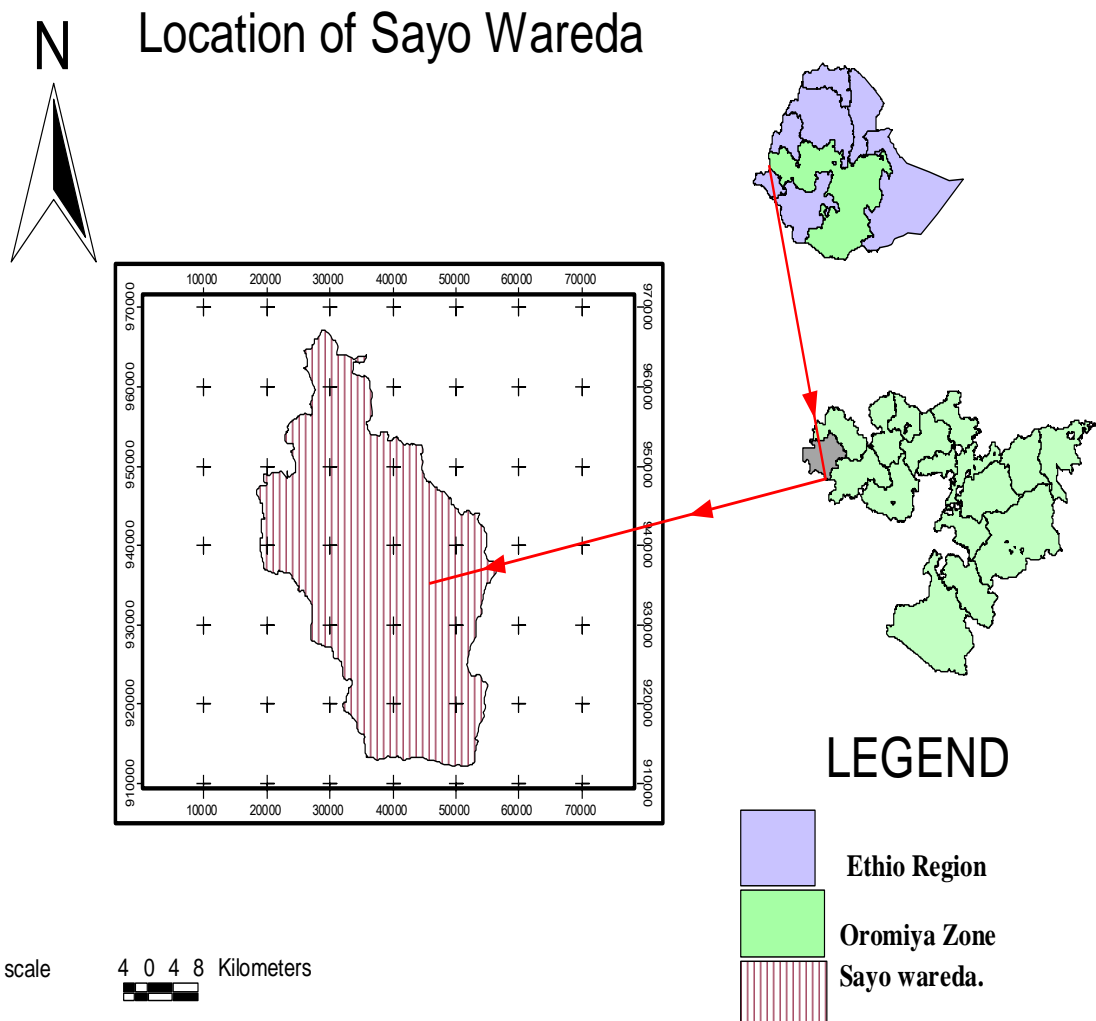 Location of Sayo Wareda
N
10000 20000 30000 40000 50000 60000 70000
970000 970000
960000 960000
950000 950000
940000 940000
930000 930000
920000 920000
910000 910000
10000 20000 30000 40000 50000 60000 70000
LEGEND
Ethio Region
Oromiya Zone
Sayo wareda.
scale 4 0 4 8 Kilometers